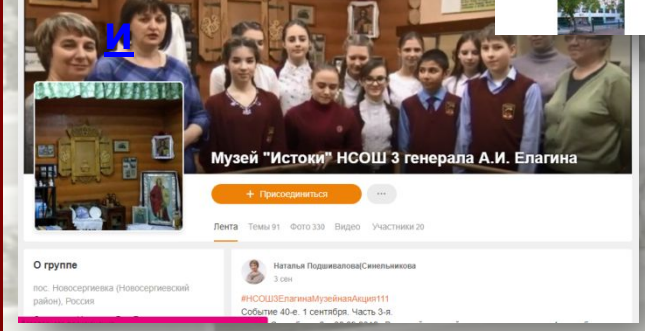 и
Музей "Истоки" НСОШ 3 генерала А.И. Елагина
+ Присоединиться
...
Лента Темы 91 Фото 330 Видео Участники 20
О группе
пос. Новосергиевка (Новосергиевский
район), Россия
Наталья Подшивалова(Синельникова
3 сен
#НСОШ3ЕлагинаМузейнаяАкция111
Событие 40-е. 1 сентября. Часть 3-я.